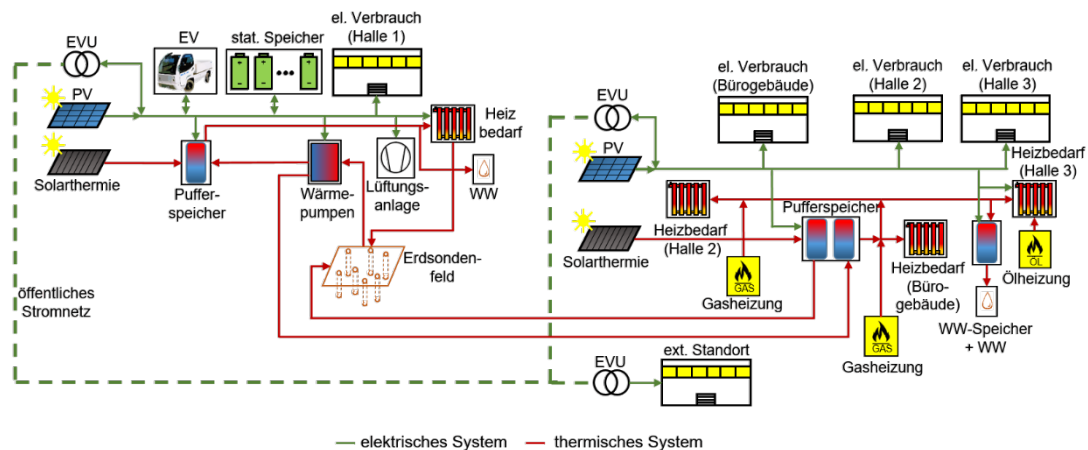 EVU
EV
stat. Speicher
el. Verbrauch
(Halle 1)
PV
Heiz
bedarf
Solarthermie
Puffer-
speicher
Wärme-
pumpen
Lüftungs-
anlage
WW
Erdsonden-
feld
öffentliches
Stromnetz
EVU
PV
el. Verbrauch
(Bürogebäude)
el. Verbrauch
(Halle 2)
el. Verbrauch
(Halle 3)
Heizbedarf
(Halle 3)
Pufferspeicher
Heizbedarf
(Halle 2)
Solarthermie
GAS
Gasheizung
Heizbedarf
(Büro-
gebäude)
ÖL
Ölheizung
WW-Speicher
+ WW
GAS
Gasheizung
EVU
ext. Standort
elektrisches System
thermisches System